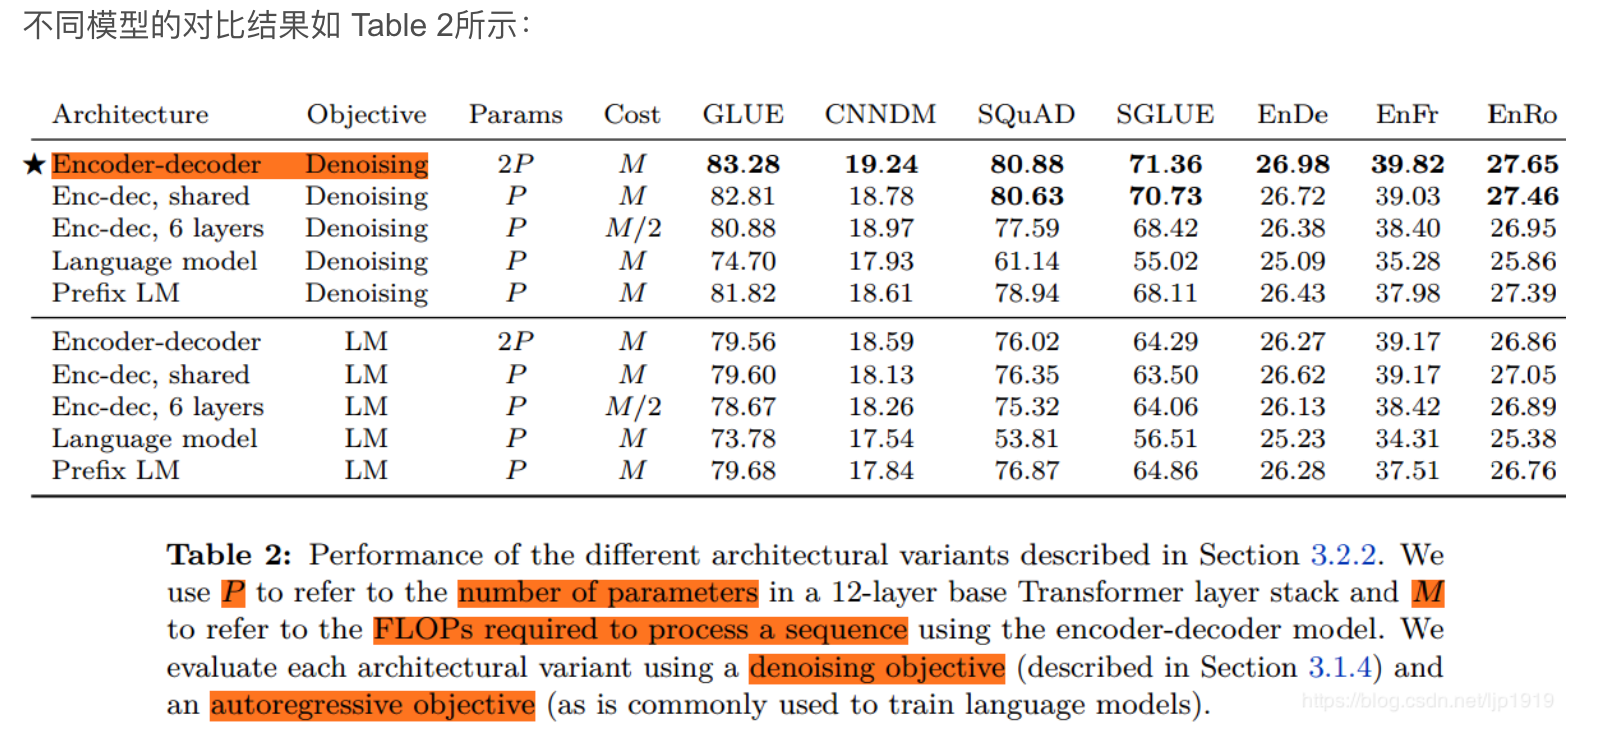 不同模型的对比结果如 Table 2所示：
Architecture Objective Params Cost GLUE CNNDM SQuAD SGLUE EnDe EnFr EnRo
★ Encoder-decoder Denoising 2P M 83.28 19.24 80.88 71.36 26.98 39.82 27.65
Enc-dec, shared Denoising P M 82.81 18.78 80.63 70.73 26.72 39.03 27.46
Enc-dec, 6 layers Denoising P M/2 80.88 18.97 77.59 68.42 26.38 38.40 26.95
Language model Denoising P M 74.70 17.93 61.14 55.02 25.09 35.28 25.86
Prefix LM Denoising P M 81.82 18.61 78.94 68.11 26.43 37.98 27.39
Encoder-decoder LM 2P M 79.56 18.59 76.02 64.29 26.27 39.17 26.86
Enc-dec, shared LM P M 79.60 18.13 76.35 63.50 26.62 39.17 27.05
Enc-dec, 6 layers LM P M/2 78.67 18.26 75.32 64.06 26.13 38.42 26.89
Language model LM P M 73.78 17.54 53.81 56.51 25.23 34.31 25.38
Prefix LM LM P M 79.68 17.84 76.87 64.86 26.28 37.51 26.76
Table 2: Performance of the different architectural variants described in Section 3.2.2. We
use P to refer to the number of parameters in a 12-layer base Transformer layer stack and M
to refer to the FLOPs required to process a sequence using the encoder-decoder model. We
evaluate each architectural variant using a denoising objective (described in Section 3.1.4) and
an autoregressive objective (as is commonly used to train language models).
https://blog.csdn.net/ljp1919